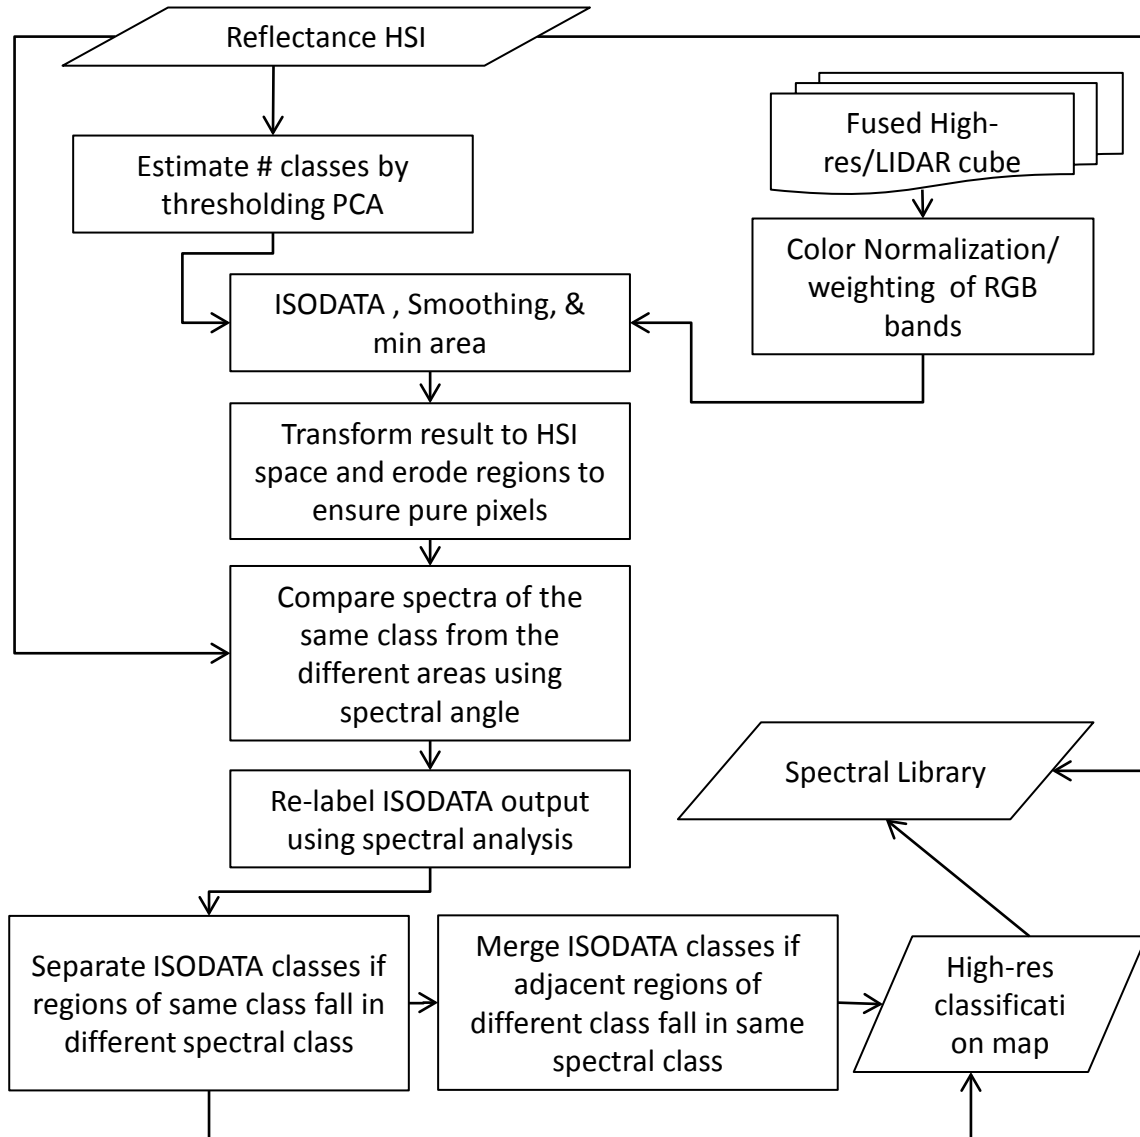 Reflectance HSI
Fused High-
res/LIDAR cube
Estimate # classes by
thresholding PCA
Color Normalization/
weighting of RGB
bands
ISODATA , Smoothing, &
min area
Transform result to HSI
space and erode regions to
ensure pure pixels
Compare spectra of the
same class from the
different areas using
spectral angle
Spectral Library
Re-label ISODATA output
using spectral analysis
Separate ISODATA classes if
regions of same class fall in
different spectral class
Merge ISODATA classes if
adjacent regions of
different class fall in same
spectral class
High-res
classificati
on map